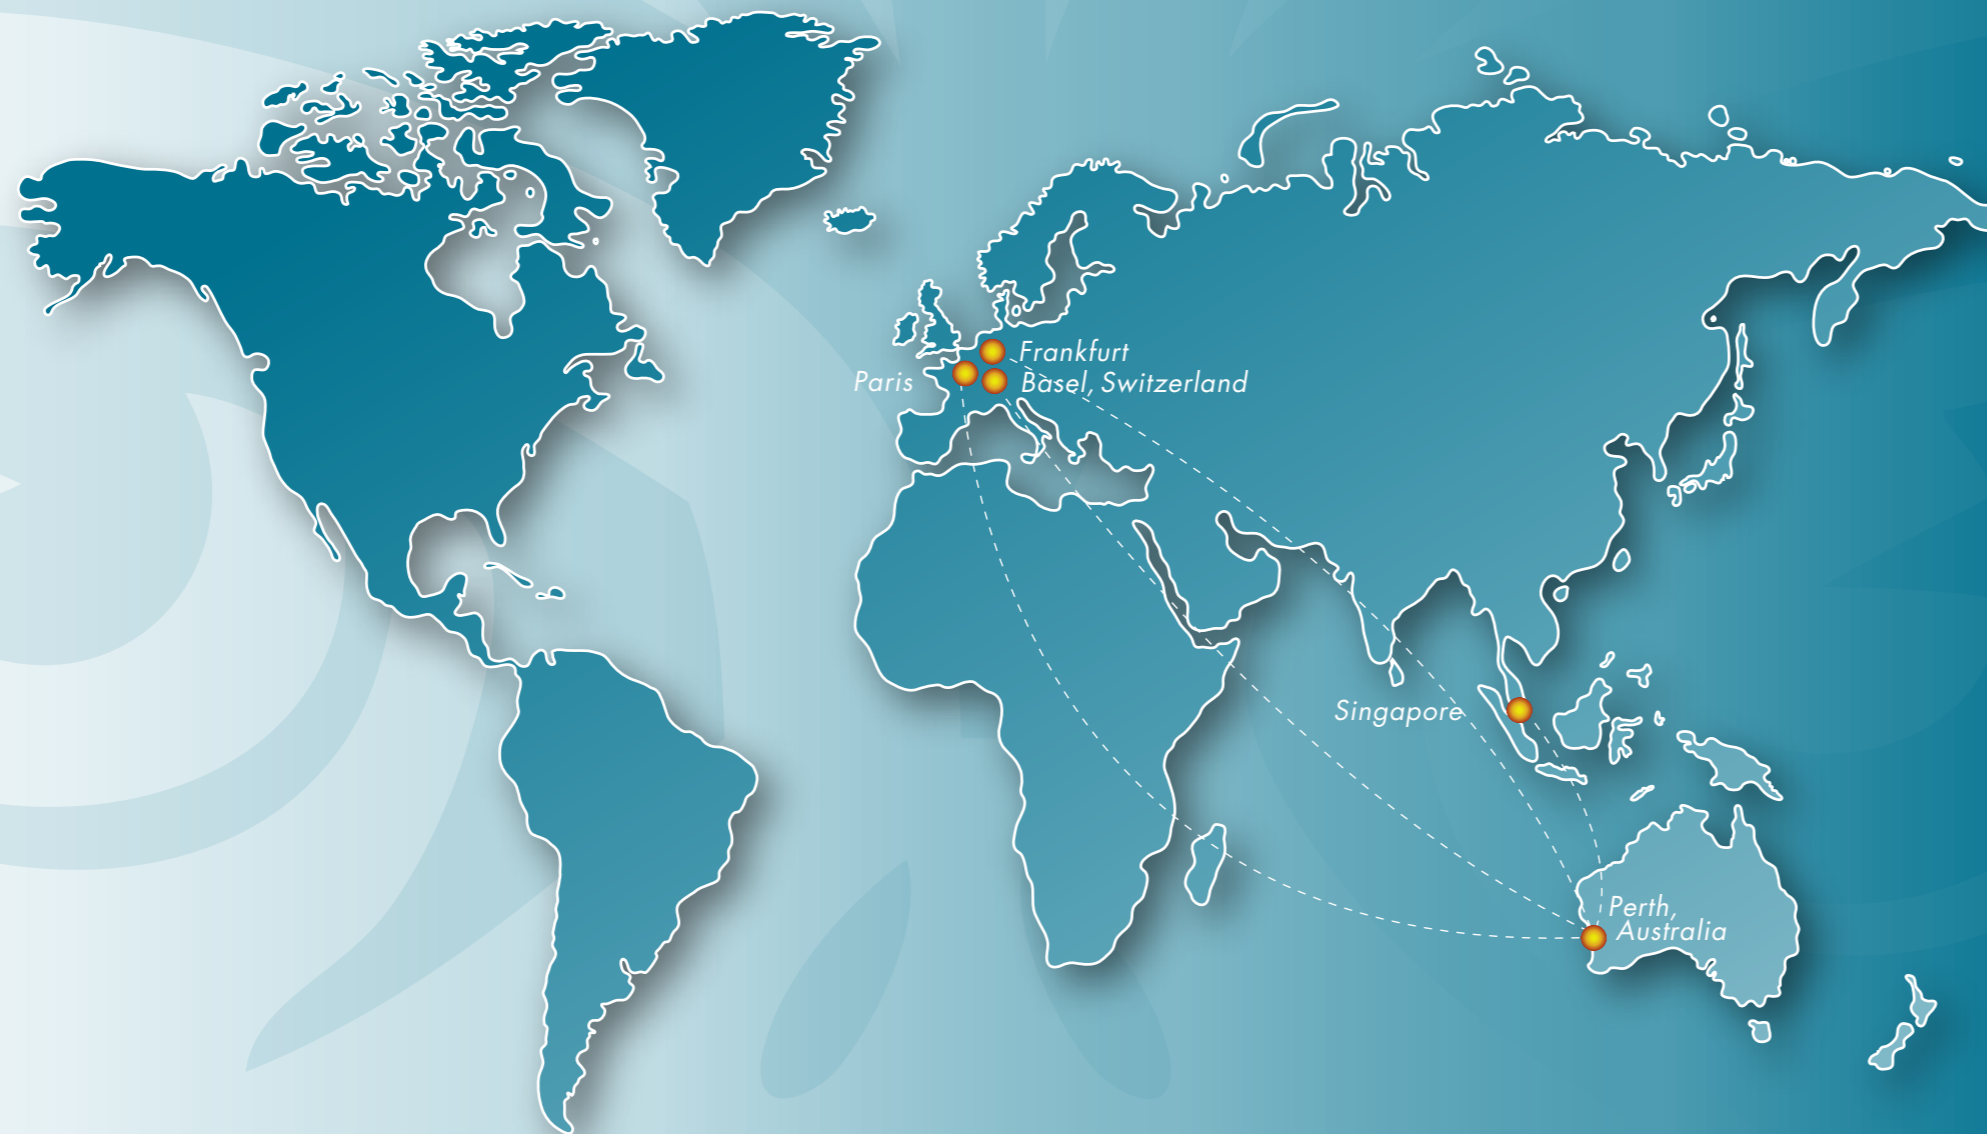 Frankfurt
Paris
Basel, Switzerland
Singapore
Perth,
Australia